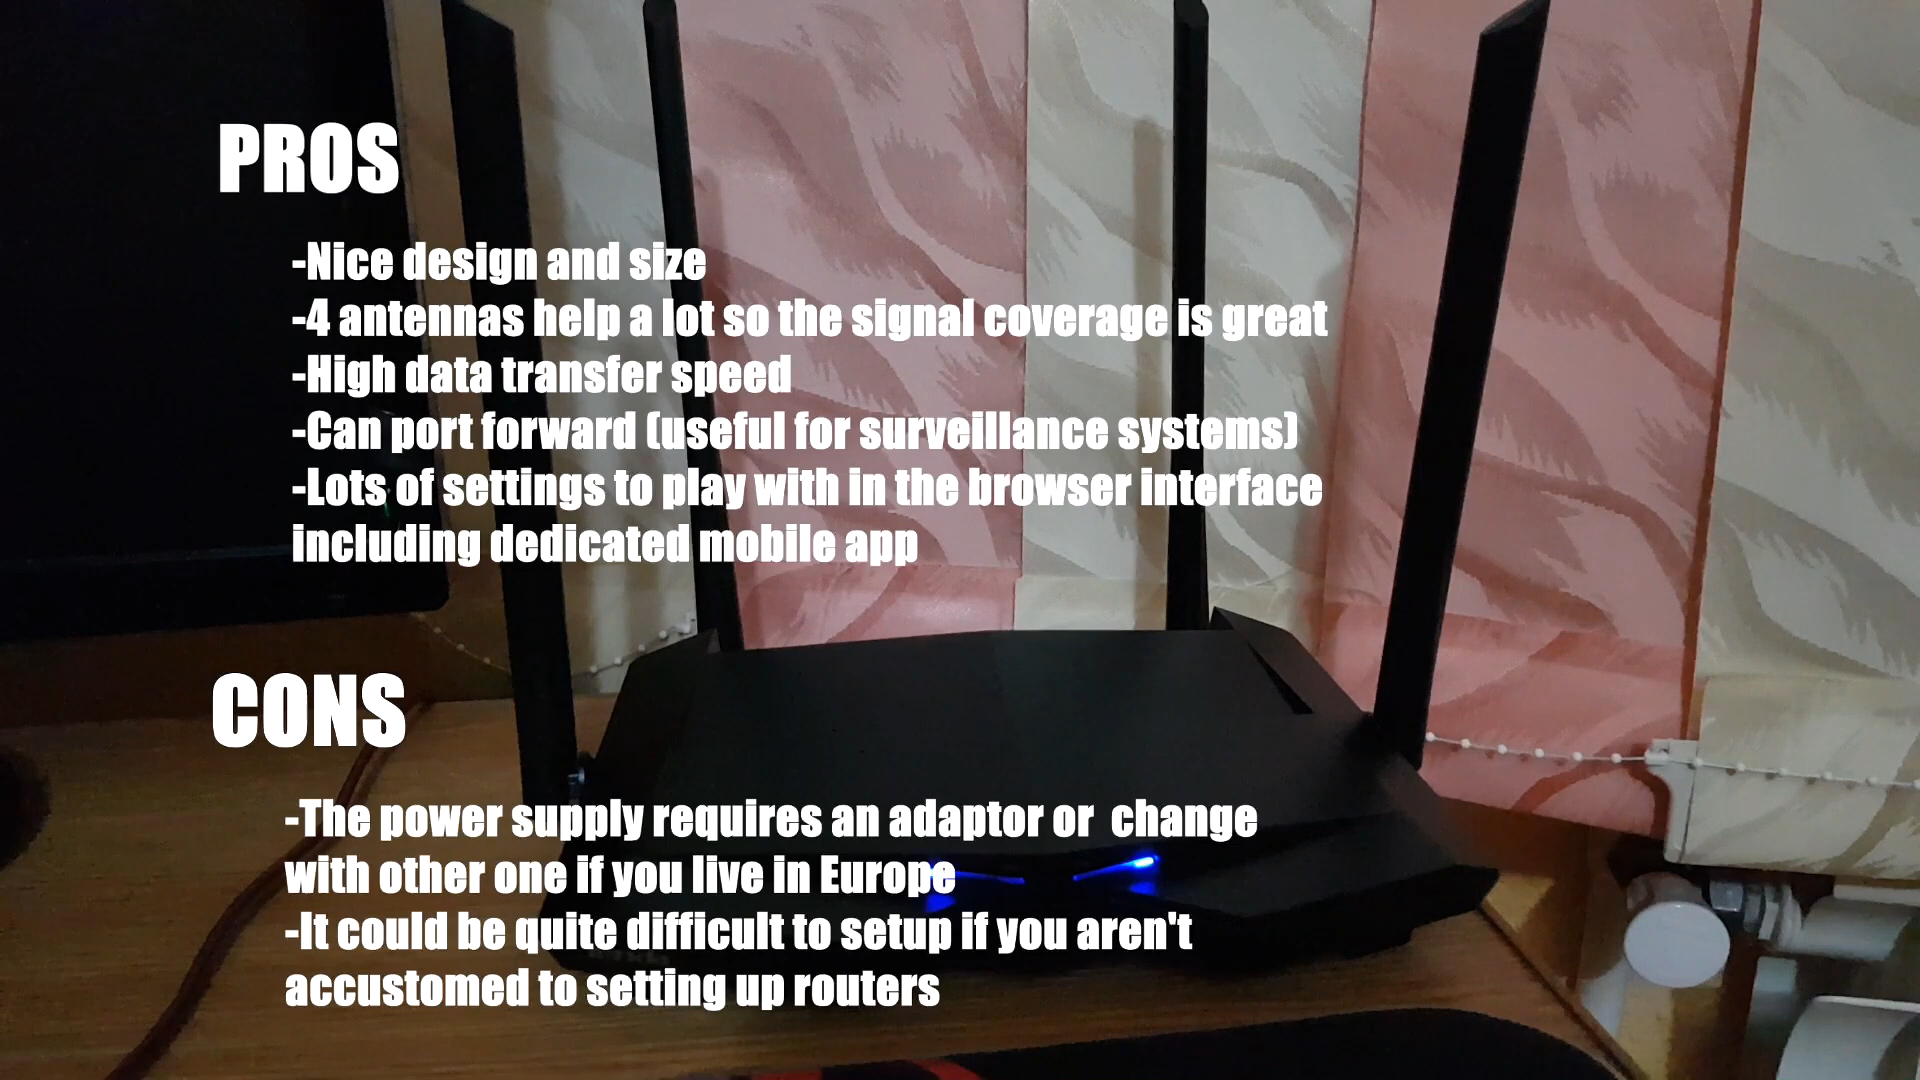 PROS
-Nice design and size
-4 antennas help a lot so the signal coverage is great
-High data transfer speed
-Can port forward (useful for surveillance systems)
-Lots of settings to play with in the browser interface
including dedicated mobile app
CONS
-The power supply requires an adaptor or  change
with other one if you live in Europe
-It could be quite difficult to setup if you aren't
accustomed to setting up routers